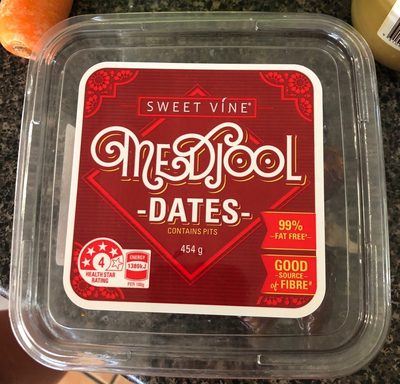 SWEET VÍNE®
MEDJOOL
-DATES-
CONTAINS PITS
454 g
99%
-FAT FREE-
GOOD
-SOURCE-
of FIBRE#
4
HEALTH STAR
RATING
ENERGY
1389kJ
PER 100g